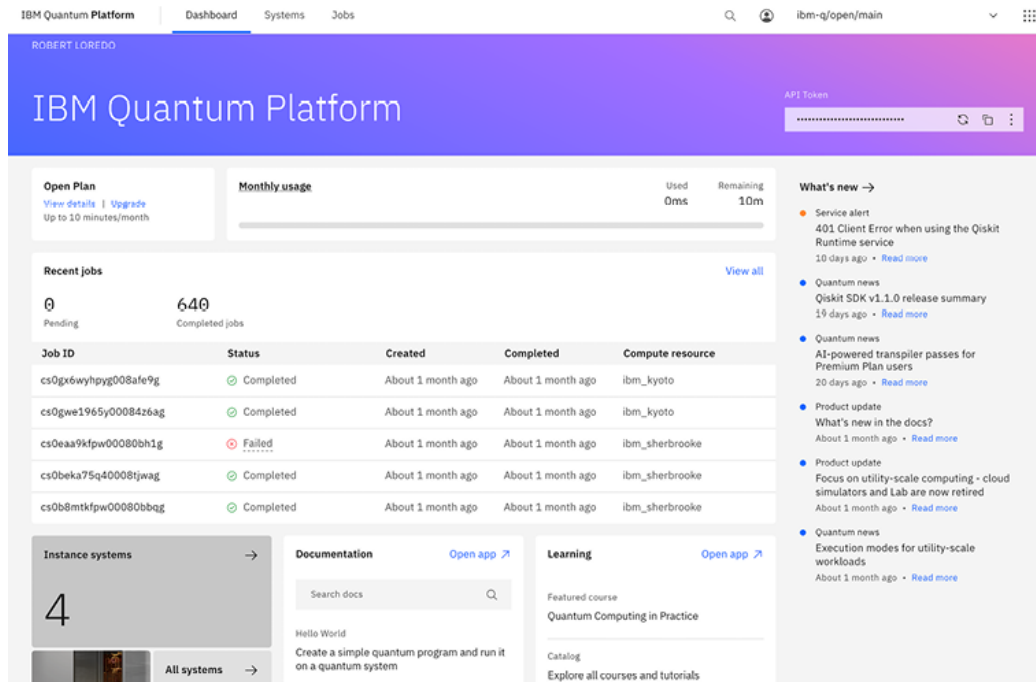 IBM Quantum Platform
Dashboard
Systems
Jobs
ibm-q/open/main
ROBERT LOREDO
IBM Quantum Platform
API Token
Open Plan
View details | Upgrade
Up to 10 minutes/month
Monthly usage
Used
0ms
Remaining
10m
Recent jobs
View all
0
Pending
640
Completed jobs
Job ID Status Created Completed Compute resource
cs0gx6wyhpyg008afe9g Completed About 1 month ago About 1 month ago ibm_kyoto
cs0gwe1965y00084z6ag Completed About 1 month ago About 1 month ago ibm_kyoto
cs0eaa9kfpw00080bh1g Failed About 1 month ago About 1 month ago ibm_sherbrooke
cs0beka75q40008tjwag Completed About 1 month ago About 1 month ago ibm_sherbrooke
cs0b8mtkfpw00080bbqg Completed About 1 month ago About 1 month ago ibm_sherbrooke
Instance systems
4
All systems
Documentation
Open app
Search docs
Hello World
Create a simple quantum program and run it
on a quantum system
Learning
Open app
Featured course
Quantum Computing in Practice
Catalog
Explore all courses and tutorials
What's new
Service alert
401 Client Error when using the Qiskit
Runtime service
10 days ago • Read more
Quantum news
Qiskit SDK v1.1.0 release summary
19 days ago • Read more
Quantum news
AI-powered transpiler passes for
Premium Plan users
20 days ago • Read more
Product update
What's new in the docs?
About 1 month ago • Read more
Product update
Focus on utility-scale computing - cloud
simulators and Lab are now retired
About 1 month ago • Read more
Quantum news
Execution modes for utility-scale
workloads
About 1 month ago • Read more